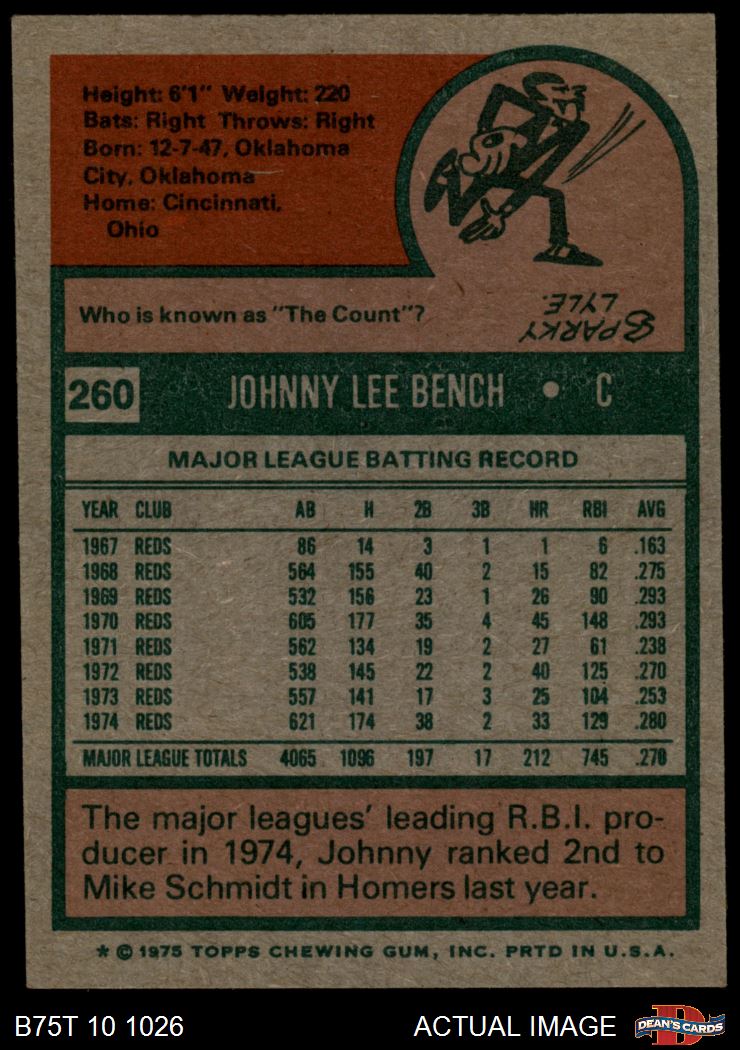 Height: 6'1" Weight: 220
Bats: Right Throws: Right
Born: 12-7-47, Oklahoma
City, Oklahoma
Home: Cincinnati,
Ohio
Who is known as "The Count"?
SPARKY
LYLE.
260 JOHNNY LEE BENCH • C
MAJOR LEAGUE BATTING RECORD
YEAR CLUB AB H 2B 3B HR RBI AVG
1967 REDS 86 14 3 1 1 6 .163
1968 REDS 564 155 40 2 15 82 .275
1969 REDS 532 156 23 1 26 90 .293
1970 REDS 605 177 35 4 45 148 .293
1971 REDS 562 134 19 2 27 61 .238
1972 REDS 538 145 22 2 40 125 .270
1973 REDS 557 141 17 3 25 104 .253
1974 REDS 621 174 38 2 33 129 .280
MAJOR LEAGUE TOTALS 4065 1096 197 17 212 745 .270
The major leagues' leading R.B.I. pro-
ducer in 1974, Johnny ranked 2nd to
Mike Schmidt in Homers last year.
* © 1975 TOPPS CHEWING GUM, INC. PRTD IN U.S.A.
B75T 10 1026 ACTUAL IMAGE D DEAN'S CARDS